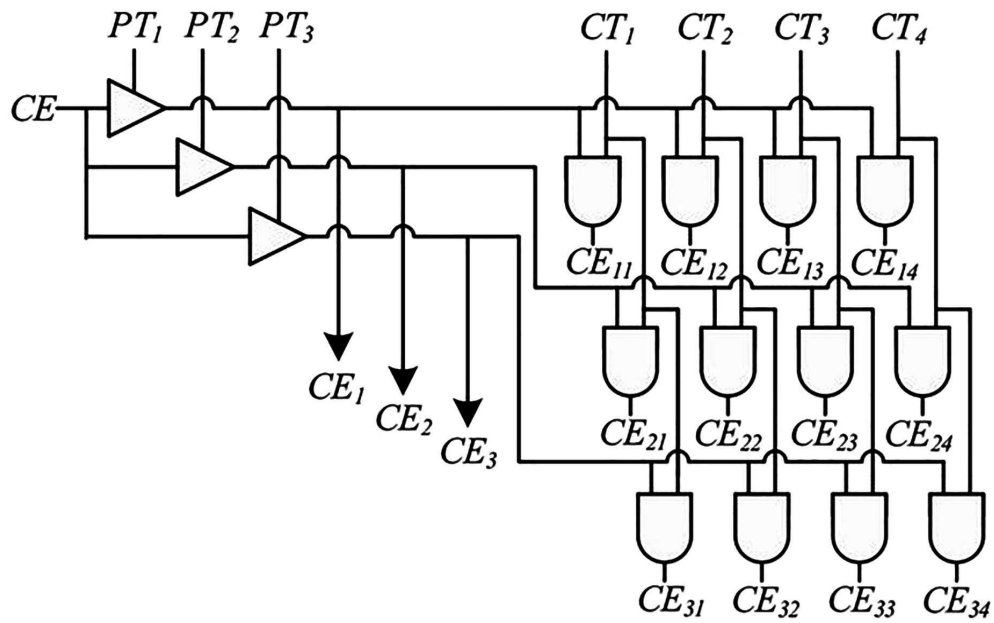 PT1 PT2 PT3 CT1 CT2 CT3 CT4
CE
CE11 CE12 CE13 CE14
CE1
CE2
CE3
CE21 CE22 CE23 CE24
CE31 CE32 CE33 CE34